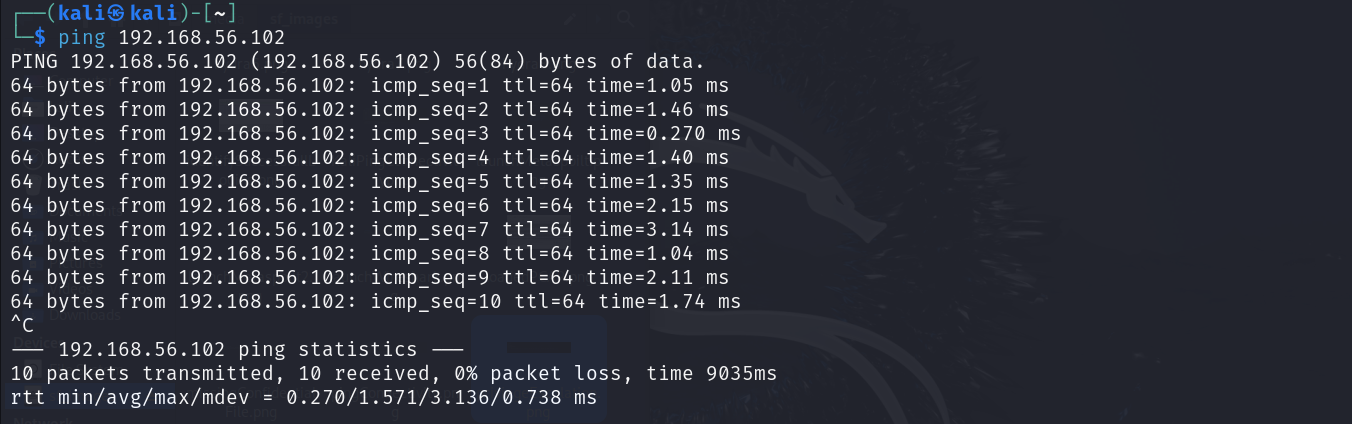 ┌──(kali㉿kali)-[~]
└─$ ping 192.168.56.102
PING 192.168.56.102 (192.168.56.102) 56(84) bytes of data.
64 bytes from 192.168.56.102: icmp_seq=1 ttl=64 time=1.05 ms
64 bytes from 192.168.56.102: icmp_seq=2 ttl=64 time=1.46 ms
64 bytes from 192.168.56.102: icmp_seq=3 ttl=64 time=0.270 ms
64 bytes from 192.168.56.102: icmp_seq=4 ttl=64 time=1.40 ms
64 bytes from 192.168.56.102: icmp_seq=5 ttl=64 time=1.35 ms
64 bytes from 192.168.56.102: icmp_seq=6 ttl=64 time=2.15 ms
64 bytes from 192.168.56.102: icmp_seq=7 ttl=64 time=3.14 ms
64 bytes from 192.168.56.102: icmp_seq=8 ttl=64 time=1.04 ms
64 bytes from 192.168.56.102: icmp_seq=9 ttl=64 time=2.11 ms
64 bytes from 192.168.56.102: icmp_seq=10 ttl=64 time=1.74 ms
^C
--- 192.168.56.102 ping statistics ---
10 packets transmitted, 10 received, 0% packet loss, time 9035ms
rtt min/avg/max/mdev = 0.270/1.571/3.136/0.738 ms
Downloads
File.png
png